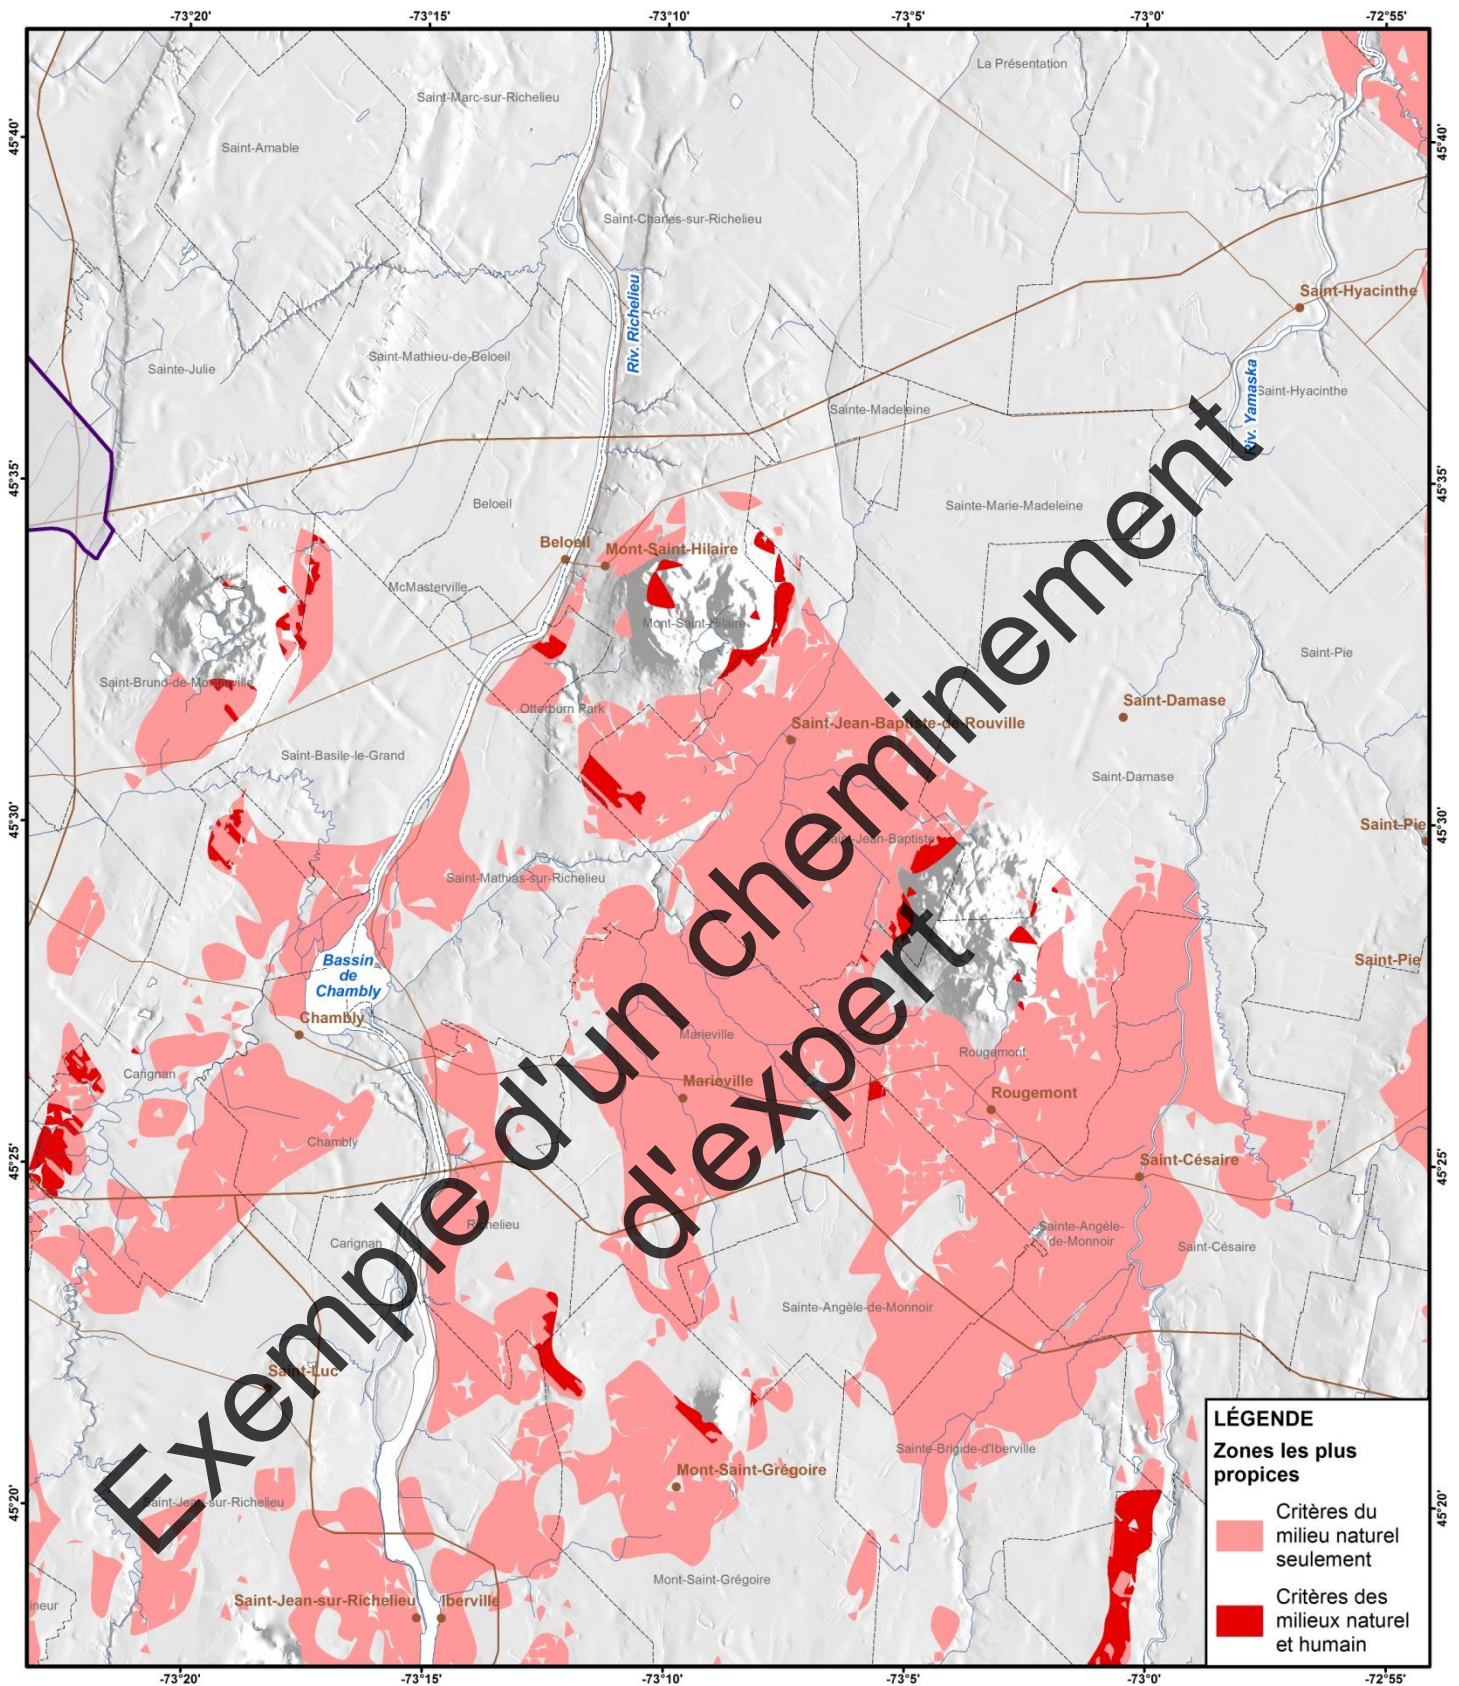 -73°20'
-73°15'
-73°10'
-73°5'
-73°0'
-72°55'
La Présentation
Saint-Marc-sur-Richelieu
45°40'
45°40'
Saint-Amable
Saint-Charles-sur-Richelieu
Riv. Richelieu
Saint-Hyacinthe
Saint-Mathieu-de-Beloeil
Sainte-Julie
Riv. Yamaska
Saint-Hyacinthe
Sainte-Madeleine
45°35'
45°35'
Beloeil
Sainte-Marie-Madeleine
Beloeil
Mont-Saint-Hilaire
McMasterville
Mont-Saint-Hilaire
Saint-Pie
Saint-Bruno-de-Montarville
Otterburn Park
Saint-Damase
Saint-Jean-Baptiste-de-Rouville
Saint-Basile-le-Grand
Saint-Damase
45°30'
45°30'
Saint-Pie
Saint-Jean-Baptiste
Saint-Mathias-sur-Richelieu
Bassin
de
Chambly
Saint-Pie
Chambly
Marieville
Rougemont
Carignan
Marieville
Rougemont
Chambly
45°25'
45°25'
Saint-Césaire
Richelieu
Sainte-Angèle-
de-Monnoir
Carignan
Saint-Césaire
Sainte-Angèle-de-Monnoir
Saint-Luc
Sainte-Brigide-d'Iberville
Mont-Saint-Grégoire
Saint-Jean-sur-Richelieu
45°20'
45°20'
Mont-Saint-Grégoire
Saint-Jean-sur-Richelieu
Iberville
ineur
Exemple d'un cheminement
d'expert
LÉGENDE
Zones les plus
propices
Critères du
milieu naturel
seulement
Critères des
milieux naturel
et humain
-73°20'
-73°15'
-73°10'
-73°5'
-73°0'
-72°55'